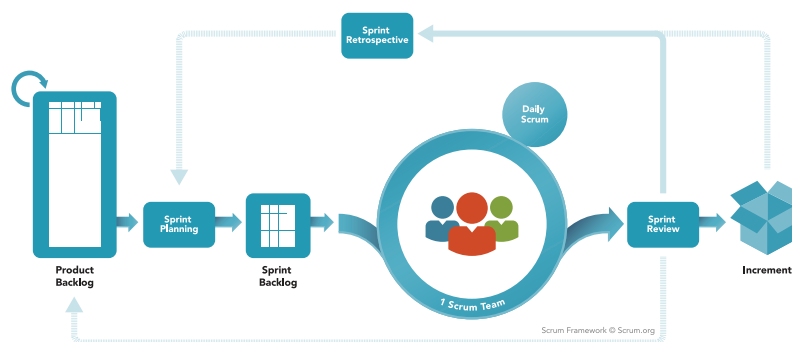 Sprint
Retrospective
Daily
Scrum
Sprint
Planning
Sprint
Review
Product
Backlog
Sprint
Backlog
1 Scrum Team
Increment
Scrum Framework © Scrum.org